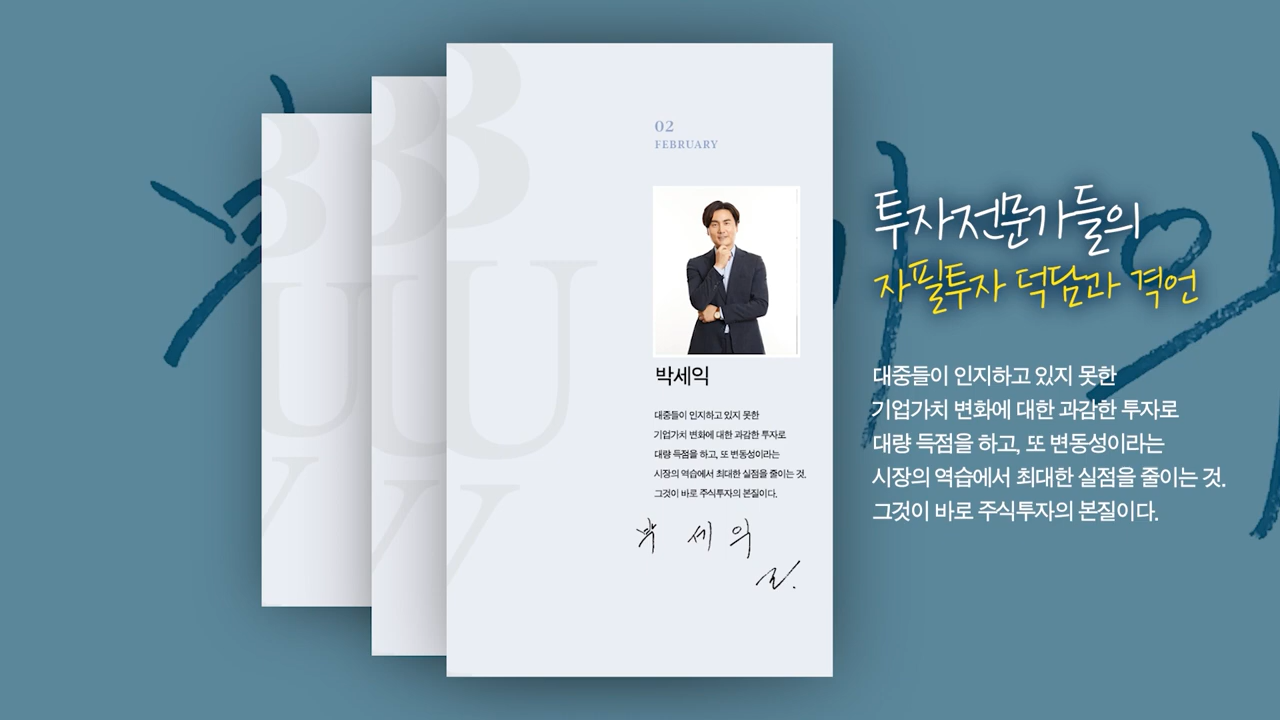 02
FEBRUARY
박세익
대중들이 인지하고 있지 못한
기업가치 변화에 대한 과감한 투자로
대량 득점을 하고, 또 변동성이라는
시장의 역습에서 최대한 실점을 줄이는 것.
그것이 바로 주식투자의 본질이다.
박 세 익
투자전문가들의
자필투자 덕담과 격언
대중들이 인지하고 있지 못한
기업가치 변화에 대한 과감한 투자로
대량 득점을 하고, 또 변동성이라는
시장의 역습에서 최대한 실점을 줄이는 것.
그것이 바로 주식투자의 본질이다.